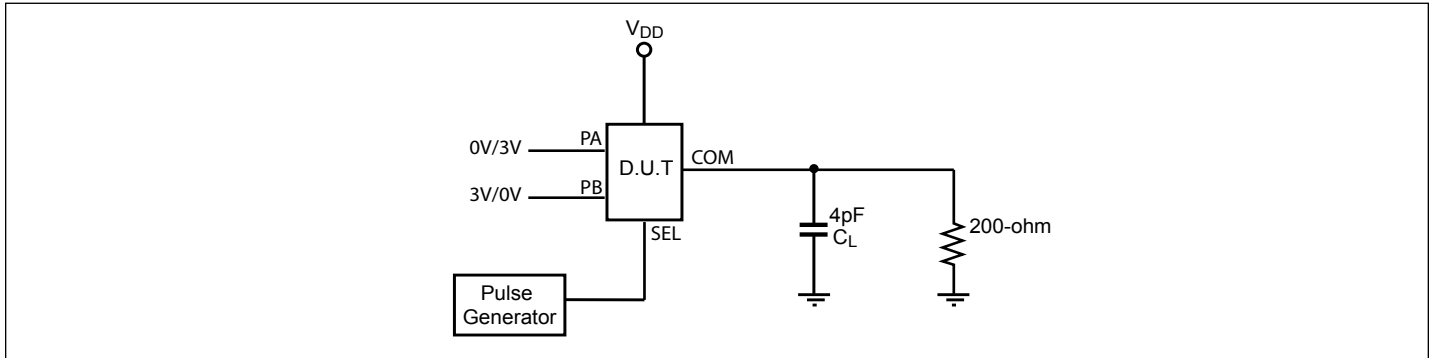 VDD
0V/3V
PA
D.U.T
COM
3V/0V
PB
SEL
4pF
CL
200-ohm
Pulse
Generator